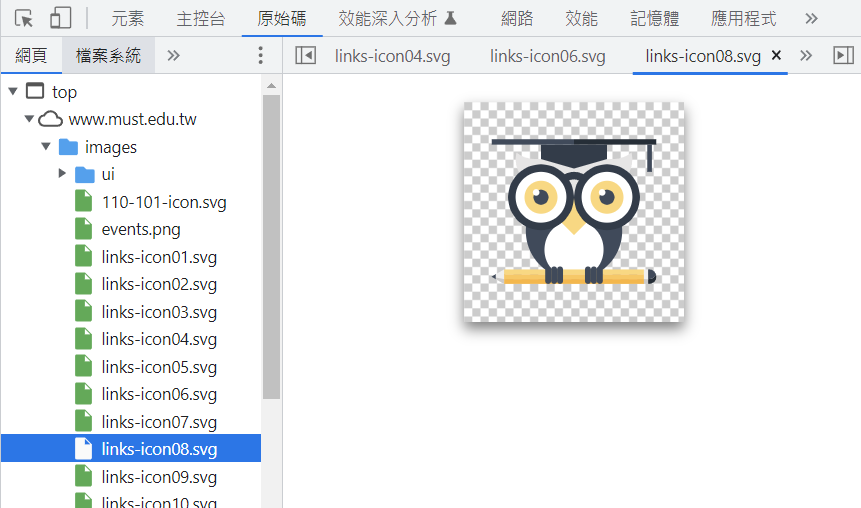 元素 主控台 原始碼 效能深入分析 網路 效能 記憶體 應用程式 »
網頁 檔案系統 » links-icon04.svg links-icon06.svg links-icon08.svg × »
top
www.must.edu.tw
images
ui
110-101-icon.svg
events.png
links-icon01.svg
links-icon02.svg
links-icon03.svg
links-icon04.svg
links-icon05.svg
links-icon06.svg
links-icon07.svg
links-icon08.svg
links-icon09.svg
links-icon10.svg